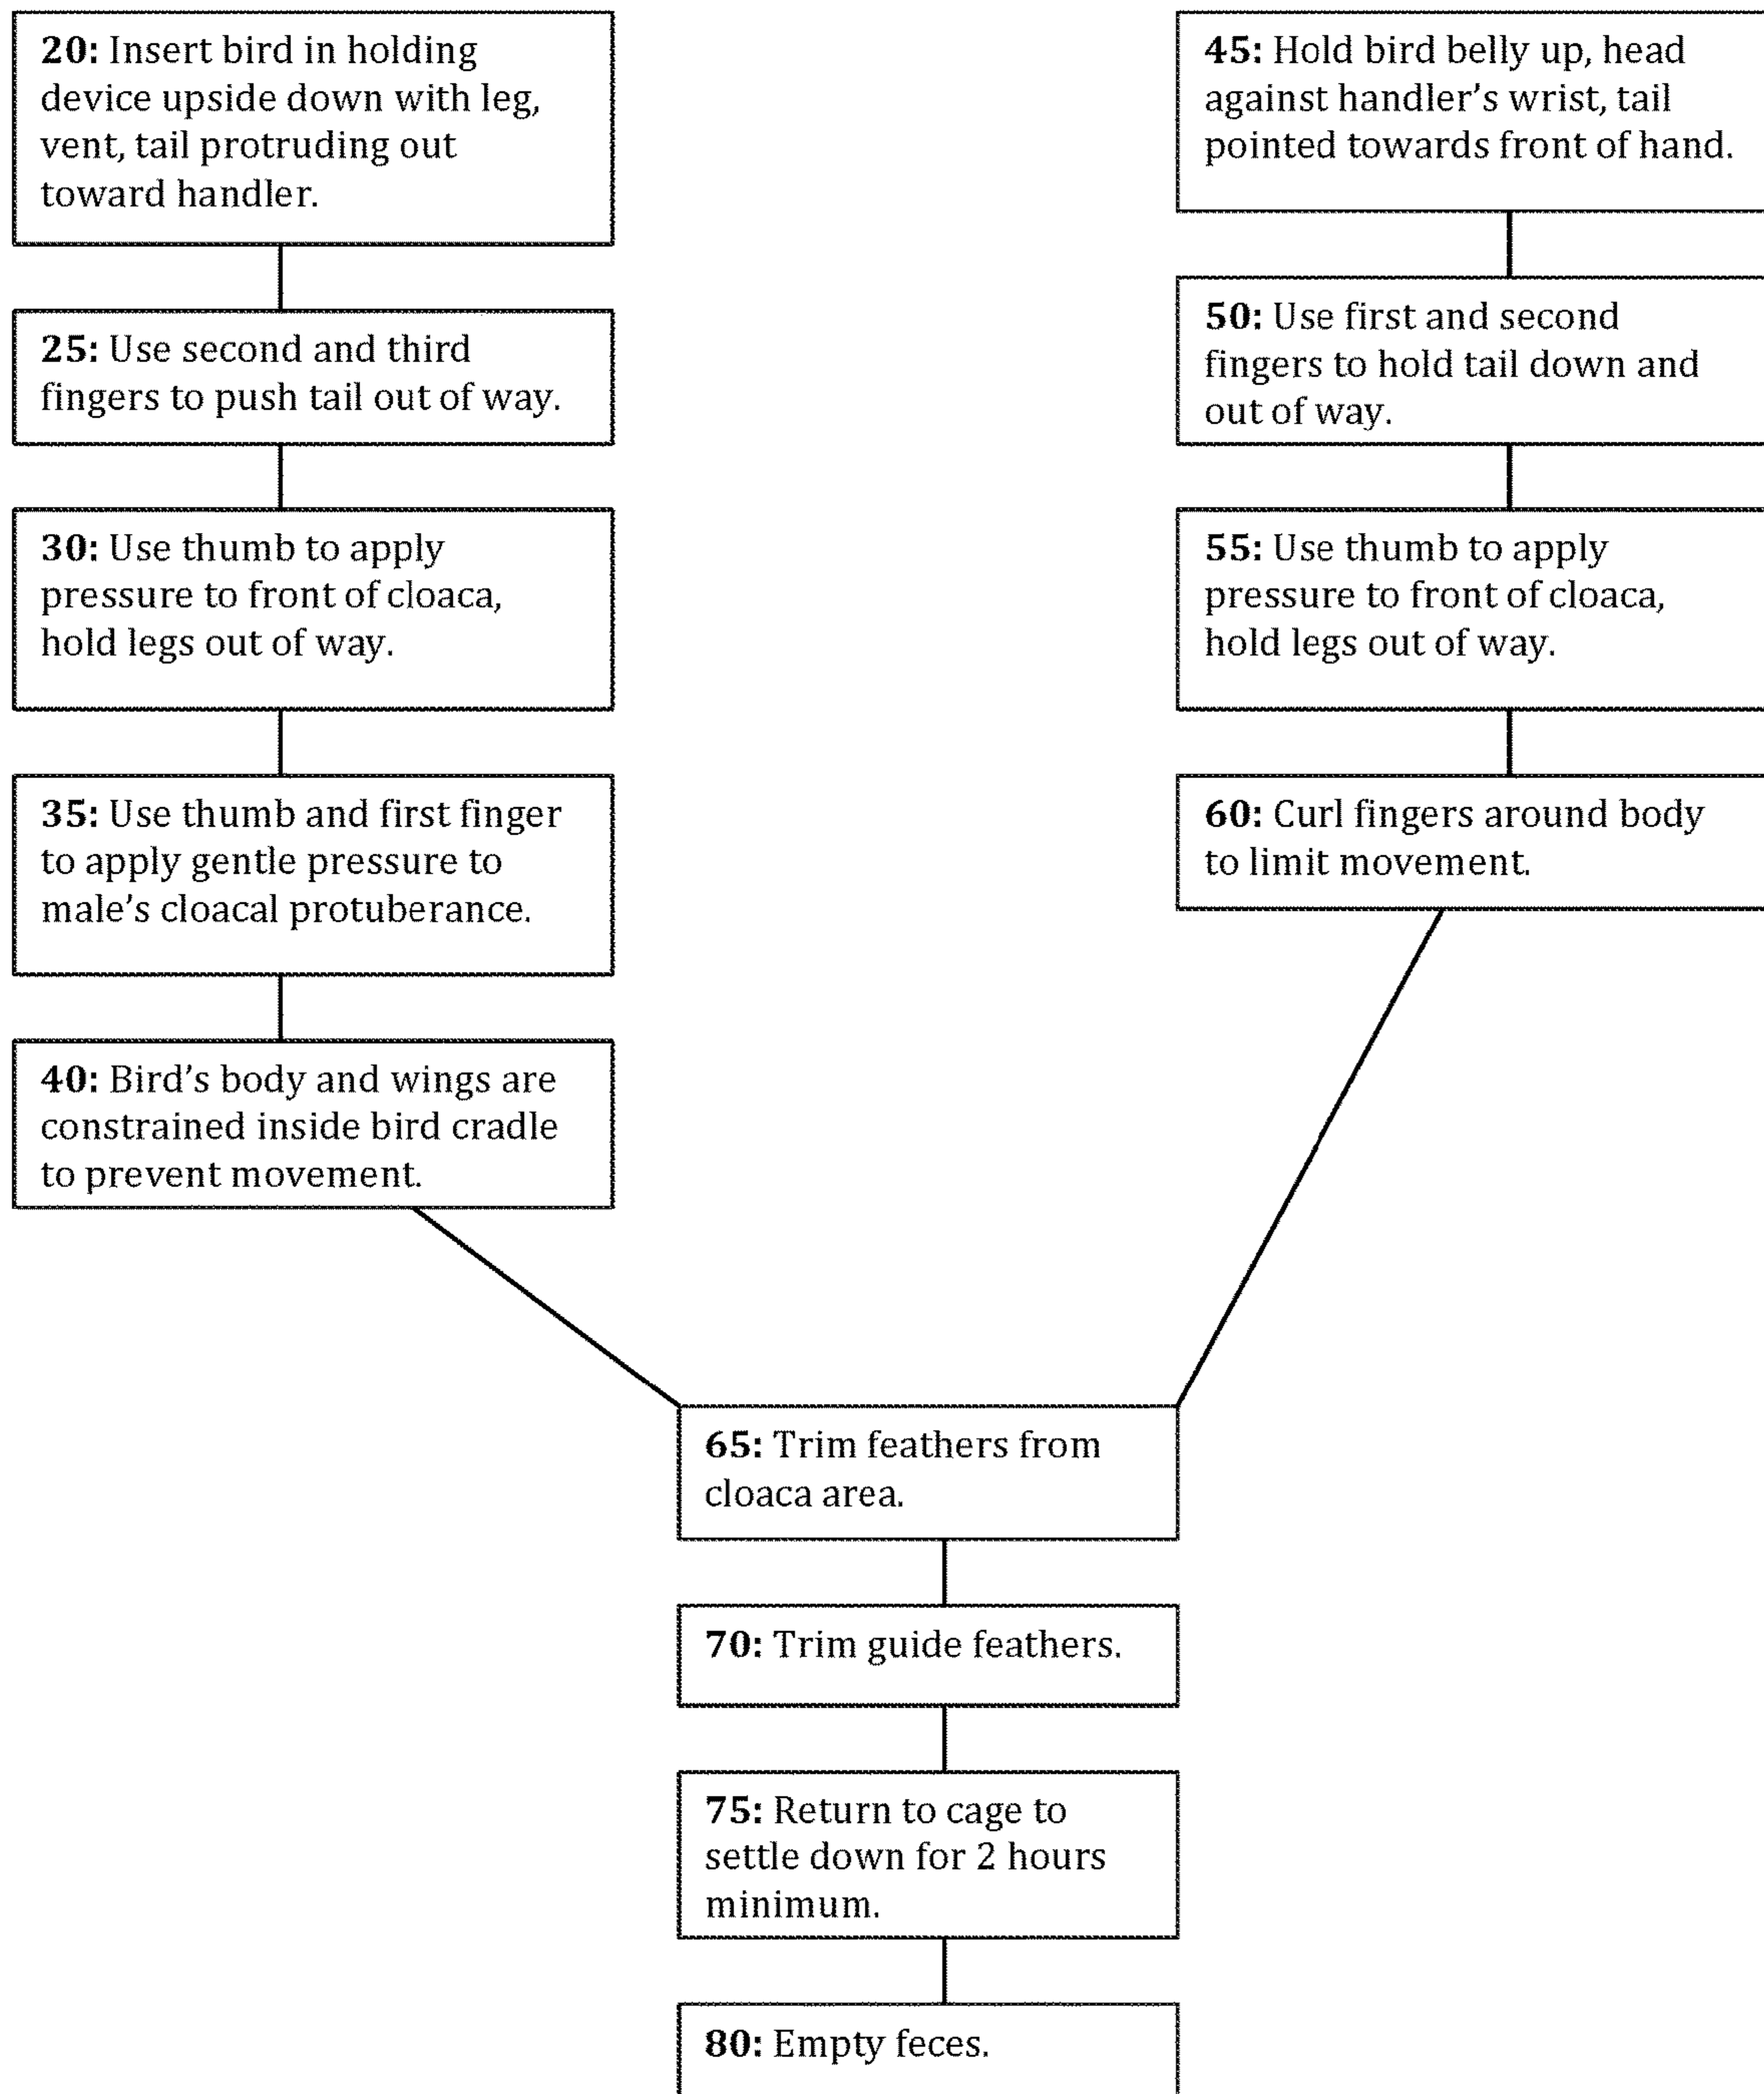 20: Insert bird in holding
device upside down with leg,
vent, tail protruding out
toward handler.
25: Use second and third
fingers to push tail out of way.
30: Use thumb to apply
pressure to front of cloaca,
hold legs out of way.
35: Use thumb and first finger
to apply gentle pressure to
male's cloacal protuberance.
40: Bird's body and wings are
constrained inside bird cradle
to prevent movement.
45: Hold bird belly up, head
against handler's wrist, tail
pointed towards front of hand.
50: Use first and second
fingers to hold tail down and
out of way.
55: Use thumb to apply
pressure to front of cloaca,
hold legs out of way.
60: Curl fingers around body
to limit movement.
65: Trim feathers from
cloaca area.
70: Trim guide feathers.
75: Return to cage to
settle down for 2 hours
minimum.
80: Empty feces.